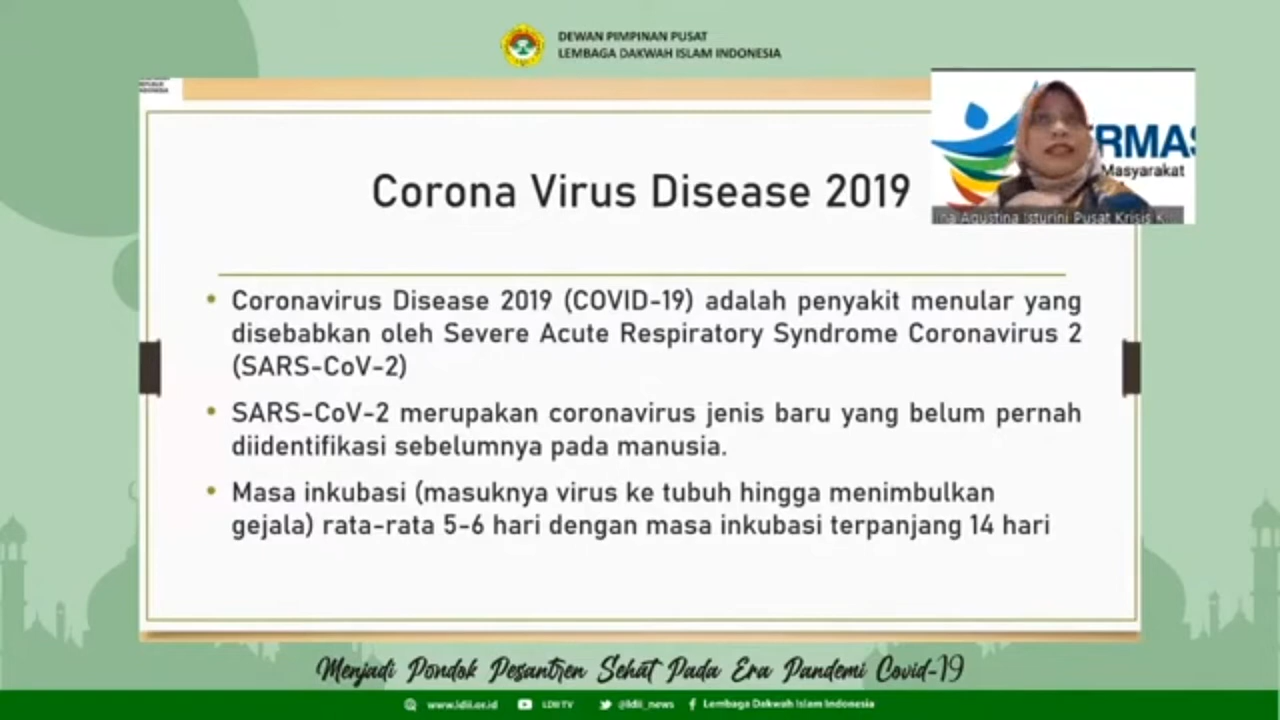 DEWAN PIMPINAN PUSAT
LEMBAGA DAKWAH ISLAM INDONESIA
INDONESIA
RMAS
Masyarakat
na Agustina Isturini Pusat Krisis K...
Corona Virus Disease 2019
• Coronavirus Disease 2019 (COVID-19) adalah penyakit menular yang
disebabkan oleh Severe Acute Respiratory Syndrome Coronavirus 2
(SARS-CoV-2)
• SARS-CoV-2 merupakan coronavirus jenis baru yang belum pernah
diidentifikasi sebelumnya pada manusia.
• Masa inkubasi (masuknya virus ke tubuh hingga menimbulkan
gejala) rata-rata 5-6 hari dengan masa inkubasi terpanjang 14 hari
Menjadi Pondok Pesantren Sehat Pada Era Pandemi Covid-19
www.ldii.or.id LDII TV @ldii_news Lembaga Dakwah Islam Indonesia